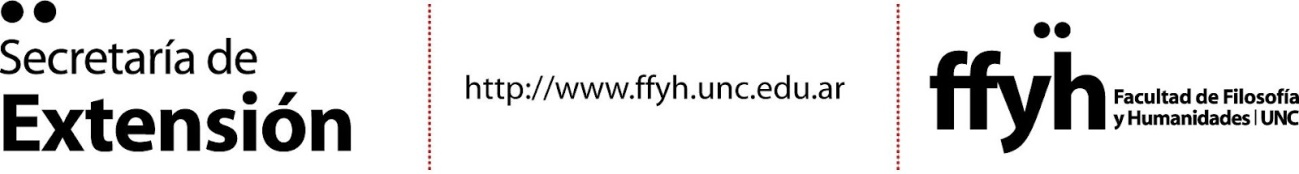 Secretaría de
Extensión
http://www.ffyh.unc.edu.ar
ffyh
Facultad de Filosofía
y Humanidades | UNC